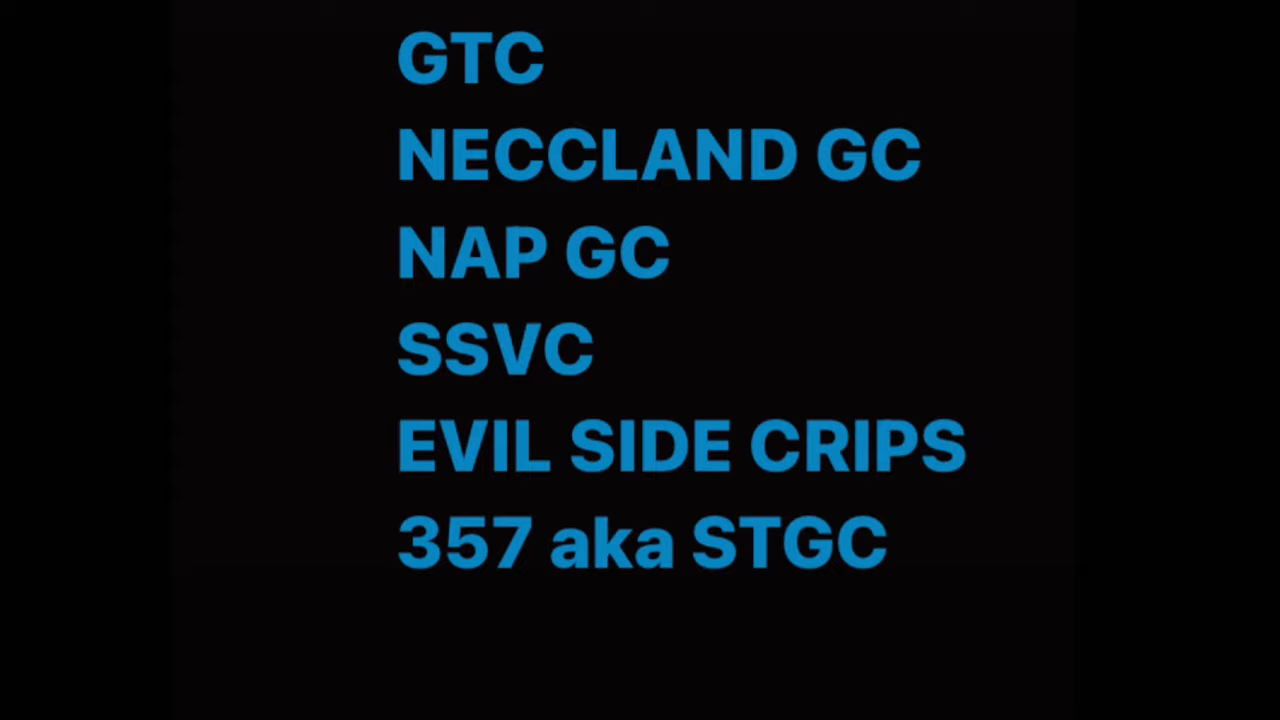 GTC
NECCLAND GC
NAP GC
SSVC
EVIL SIDE CRIPS
357 aka STGC